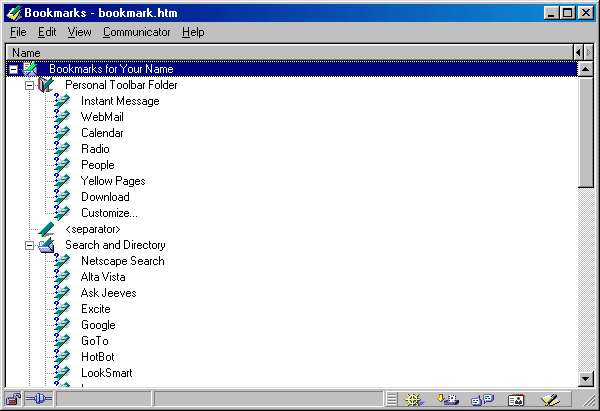 Bookmarks - bookmark.htm
File Edit View Communicator Help
Name
Bookmarks for Your Name
Personal Toolbar Folder
Instant Message
WebMail
Calendar
Radio
People
Yellow Pages
Download
Customize...
<separator>
Search and Directory
Netscape Search
Alta Vista
Ask Jeeves
Excite
Google
GoTo
HotBot
LookSmart